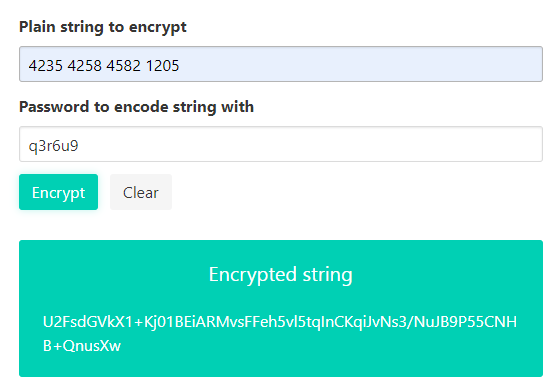 Plain string to encrypt
4235 4258 4582 1205
Password to encode string with
q3r6u9
Encrypt Clear
Encrypted string
U2FsdGVkX1+Kj01BEiARMvsFFeh5vl5tqInCKqiJvNs3/NuJB9P55CNH
B+QnusXw